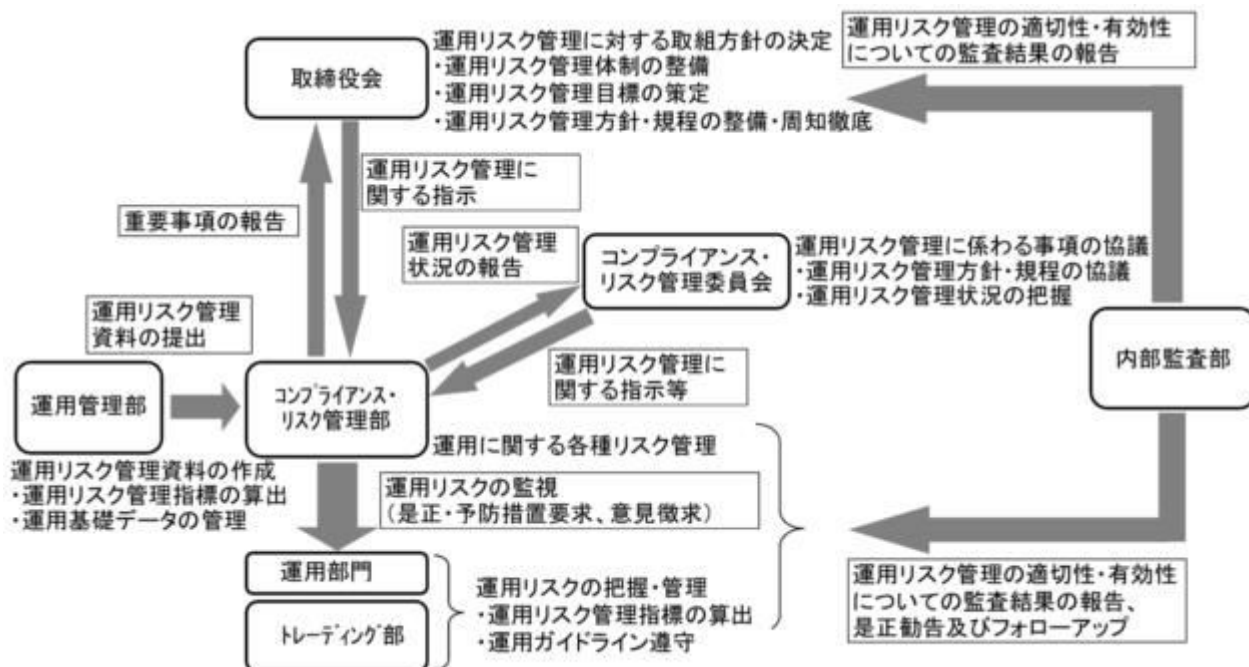 取締役会
運用リスク管理に対する取組方針の決定
・運用リスク管理体制の整備
・運用リスク管理目標の策定
・運用リスク管理方針・規程の整備・周知徹底
運用リスク管理の適切性・有効性
についての監査結果の報告
運用リスク管理に
関する指示
重要事項の報告
運用リスク管理
状況の報告
コンプライアンス・
リスク管理委員会
運用リスク管理に係わる事項の協議
・運用リスク管理方針・規程の協議
・運用リスク管理状況の把握
運用リスク管理
資料の提出
運用リスク管理に
関する指示等
内部監査部
運用管理部
コンプライアンス・
リスク管理部
運用に関する各種リスク管理
運用リスク管理資料の作成
・運用リスク管理指標の算出
・運用基礎データの管理
運用リスクの監視
（是正・予防措置要求、意見徴求）
運用部門
トレーディング部
運用リスクの把握・管理
・運用リスク管理指標の算出
・運用ガイドライン遵守
運用リスク管理の適切性・有効性
についての監査結果の報告、
是正勧告及びフォローアップ